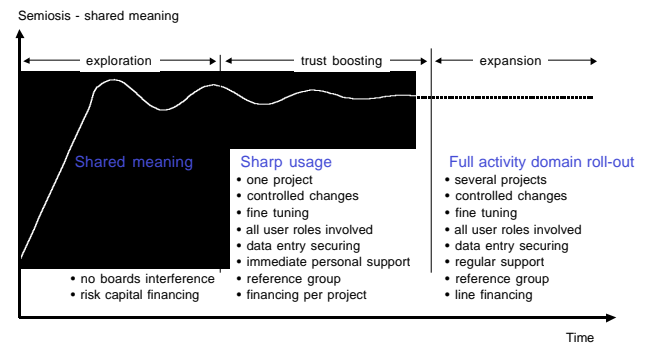 Semiosis - shared meaning
exploration
trust boosting
expansion
Shared meaning
• no boards interference
• risk capital financing
Sharp usage
• one project
• controlled changes
• fine tuning
• all user roles involved
• data entry securing
• immediate personal support
• reference group
• financing per project
Full activity domain roll-out
• several projects
• controlled changes
• fine tuning
• all user roles involved
• data entry securing
• regular support
• reference group
• line financing
Time